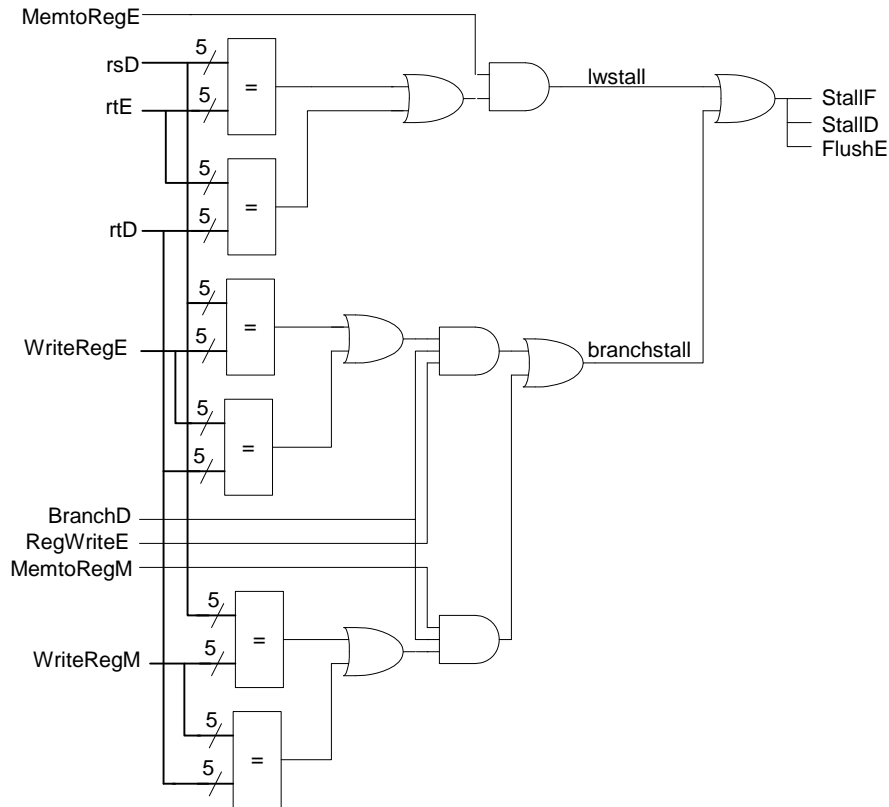 MemtoRegE
rsD
5
=
rtE
5
lwstall
StallF
StallD
FlushE
5
=
rtD
5
5
=
WriteRegE
5
branchstall
5
=
5
BranchD
RegWriteE
MemtoRegM
5
=
WriteRegM
5
5
=
5